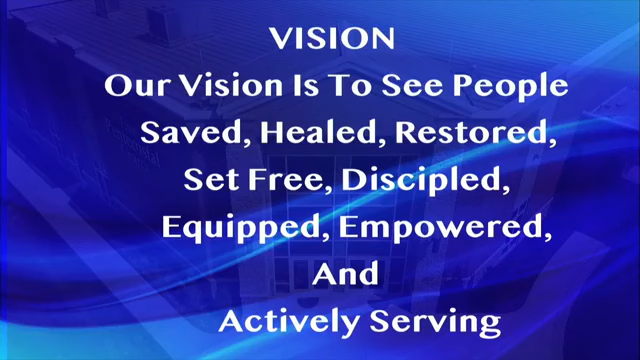 VISION
Our Vision Is To See People
Saved, Healed, Restored,
Set Free, Discipled,
Equipped, Empowered,
And
Actively Serving